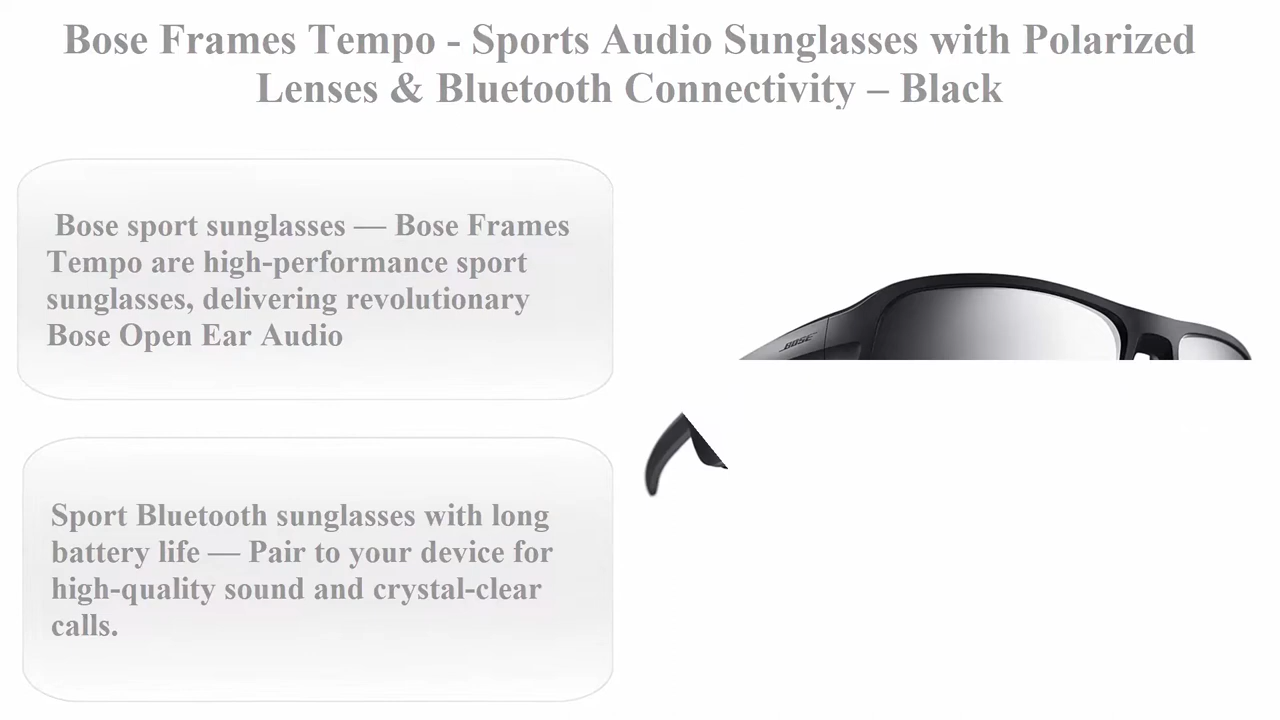 Bose Frames Tempo - Sports Audio Sunglasses with Polarized
Lenses & Bluetooth Connectivity – Black
Bose sport sunglasses — Bose Frames
Tempo are high-performance sport
sunglasses, delivering revolutionary
Bose Open Ear Audio
BOSE
Sport Bluetooth sunglasses with long
battery life — Pair to your device for
high-quality sound and crystal-clear
calls.